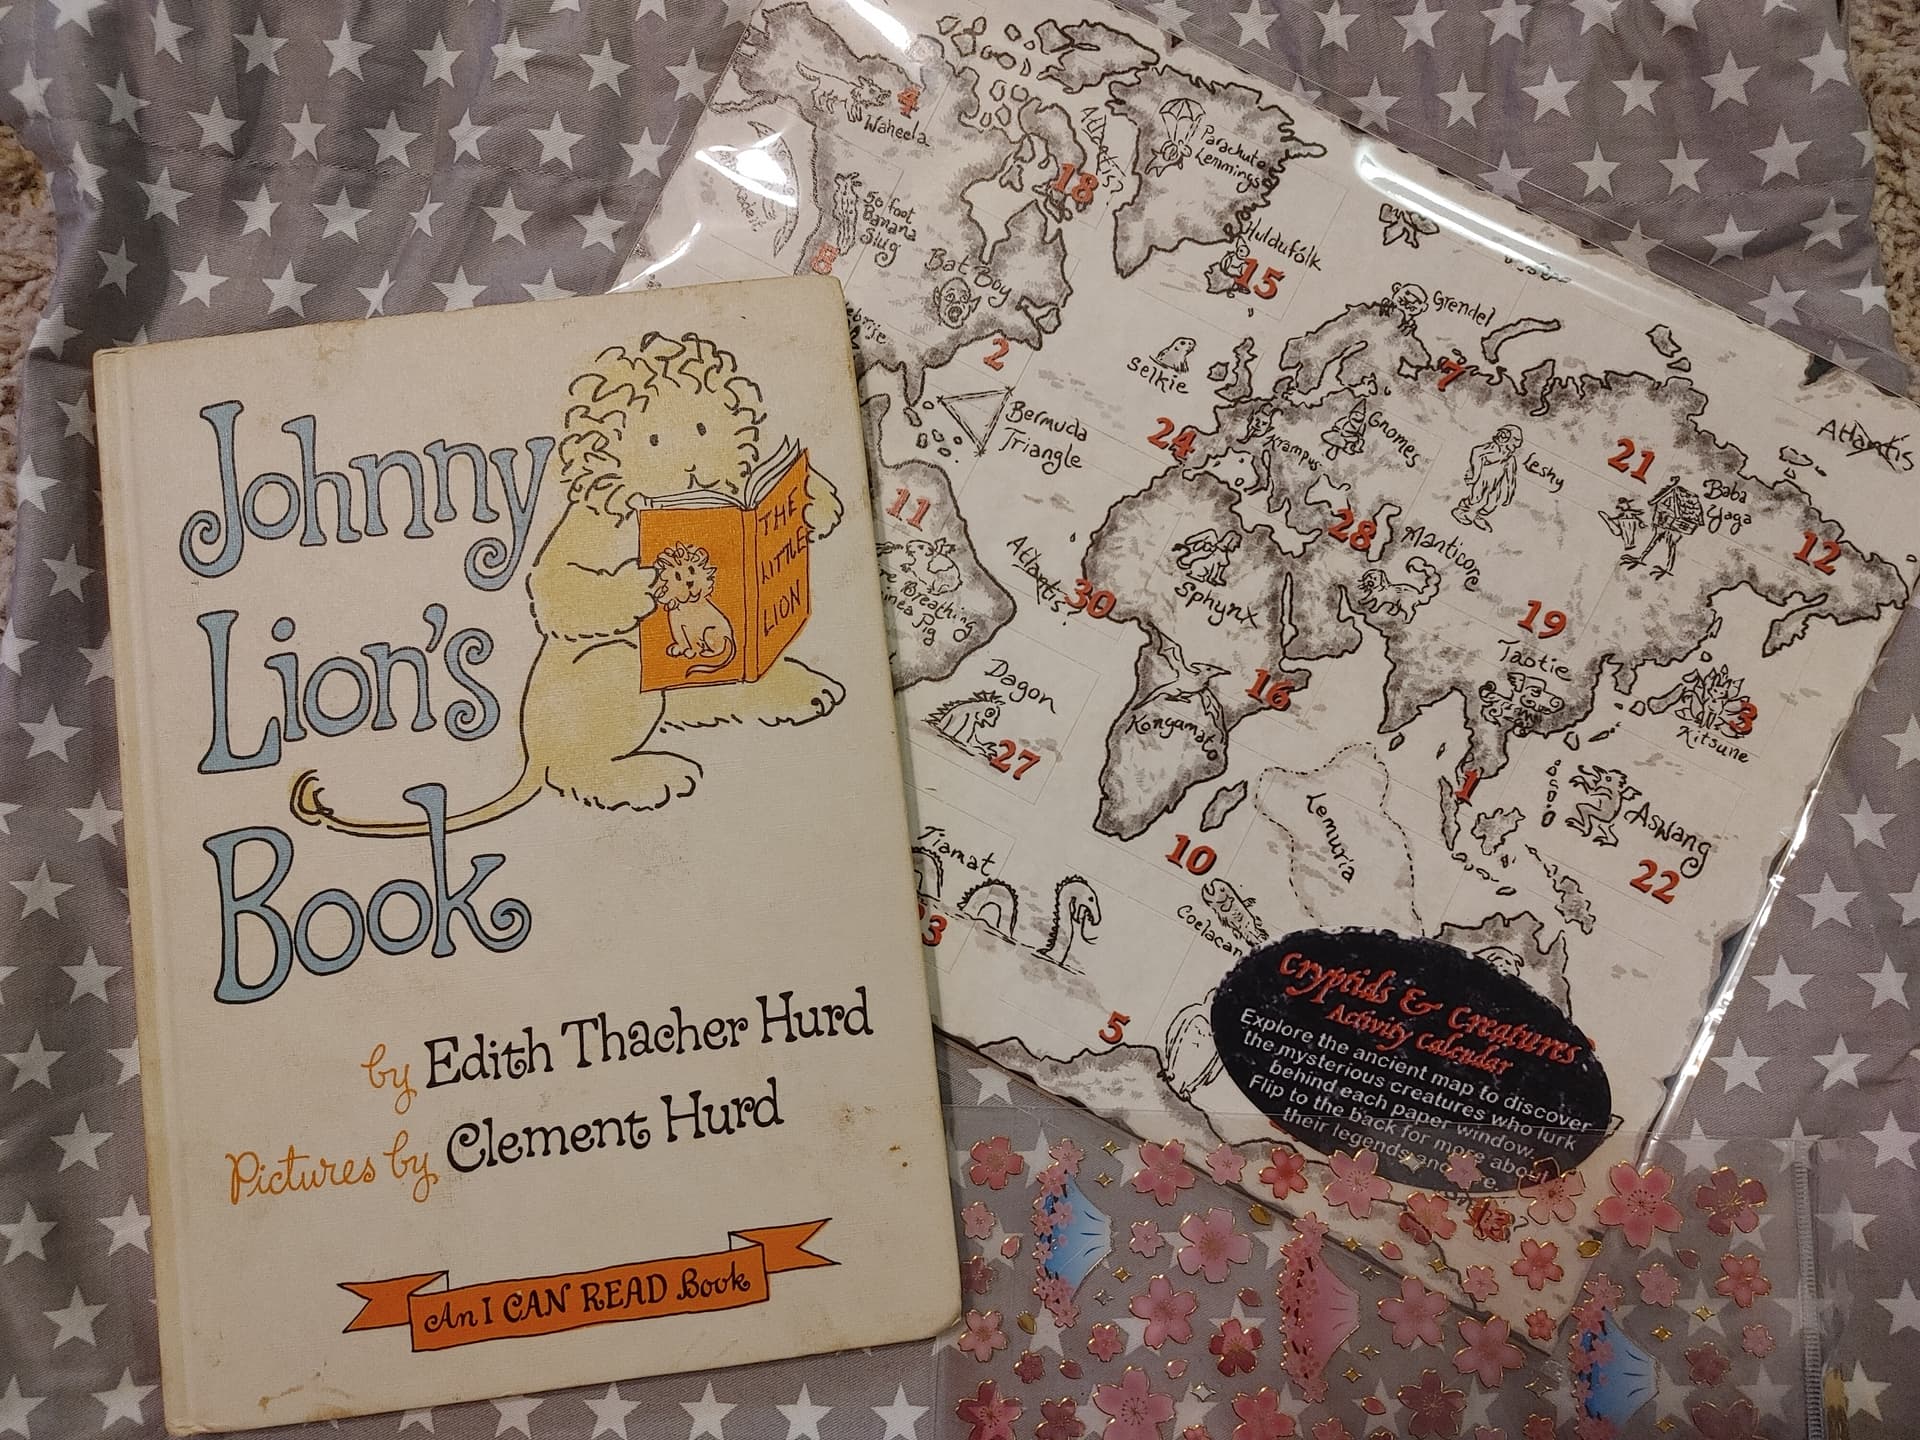 Johnny
Lion's
Book
by Edith Thacher Hurd
Pictures by Clement Hurd
An I CAN READ Book
THE
LITTLE
LION
4
Waheela
50 foot
Banana
Slug
8
Bat Boy
2
Atlantis?
18
Parachute
Lemmings
Huldufolk
15
Grendel
7
Selkie
24
Bermuda
Triangle
Krampus
Gnomes
Leshy
21
Baba
Yaga
12
Atlantis
11
Breathing
Pig
Atlantis?
30
Sphynx
28
Manticore
19
Taotie
3
Kitsune
Dagon
27
Kongamato
16
1
Aswang
22
Lemuria
10
Tiamat
5
Cryptids & Creatures
Activity Calendar
Explore the ancient map to discover
the mysterious creatures who lurk
behind each paper window.
Flip to the back for more about
their legends and
13